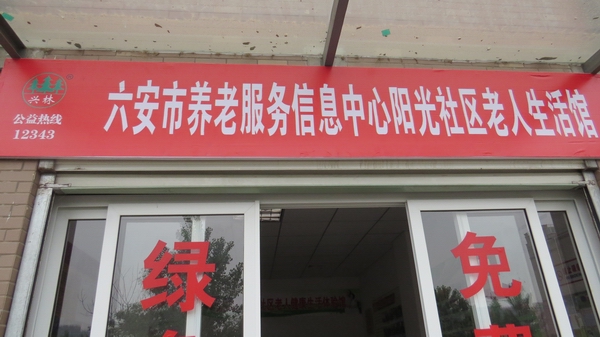 兴林
公益热线
12343
六安市养老服务信息中心阳光社区老人生活馆
绿
免